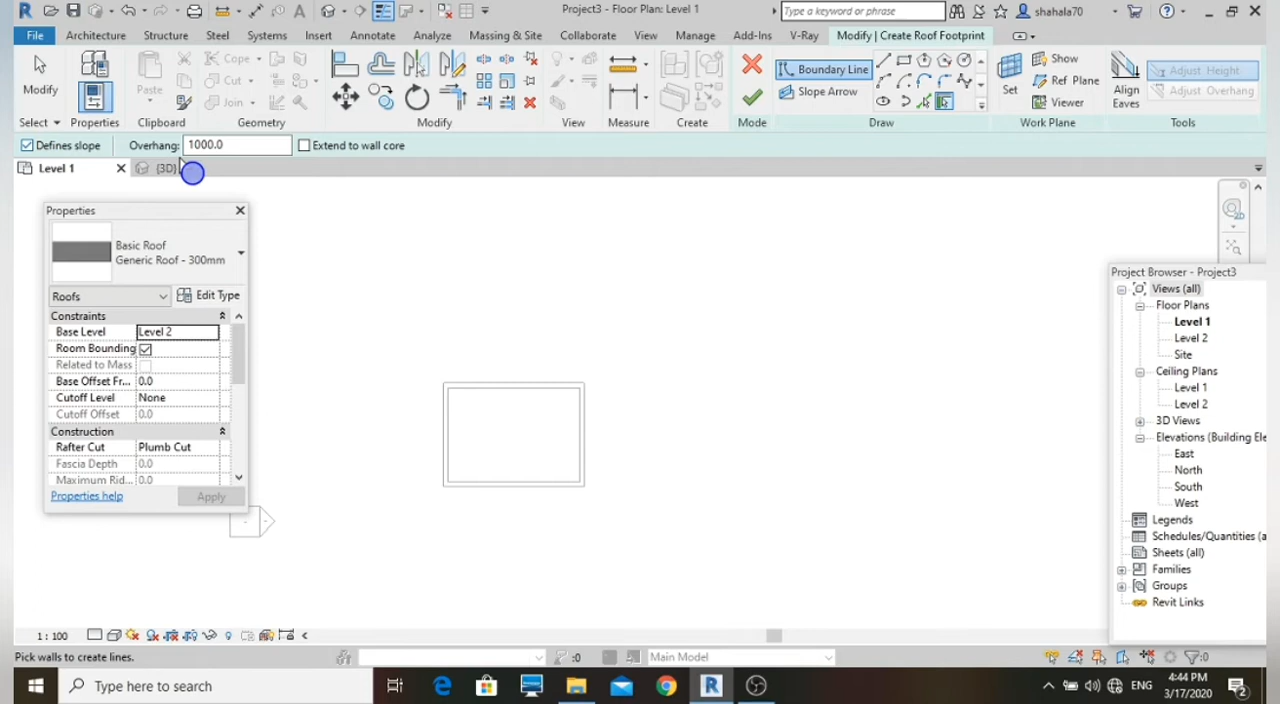 Project3 - Floor Plan: Level 1
Type a keyword or phrase
shahala70
File
Architecture
Structure
Steel
Systems
Insert
Annotate
Analyze
Massing & Site
Collaborate
View
Manage
Add-Ins
V-Ray
Modify | Create Roof Footprint
Modify
Paste
Cope
Cut
Join
Boundary Line
Slope Arrow
Set
Show
Ref Plane
Viewer
Align
Eaves
Adjust Height
Adjust Overhang
Select
Properties
Clipboard
Geometry
Modify
View
Measure
Create
Mode
Draw
Work Plane
Tools
Defines slope
Overhang: 1000.0
Extend to wall core
Level 1
{3D}
Properties
Basic Roof
Generic Roof - 300mm
Roofs
Edit Type
Constraints
Base Level Level 2
Room Bounding
Related to Mass
Base Offset Fr... 0.0
Cutoff Level None
Cutoff Offset 0.0
Construction
Rafter Cut Plumb Cut
Fascia Depth 0.0
Maximum Rid... 0.0
Properties help
Apply
Project Browser - Project3
Views (all)
Floor Plans
Level 1
Level 2
Site
Ceiling Plans
Level 1
Level 2
3D Views
Elevations (Building Ele
East
North
South
West
Legends
Schedules/Quantities (a
Sheets (all)
Families
Groups
Revit Links
1 : 100
Pick walls to create lines.
:0
Main Model
:0
Type here to search
ENG
4:44 PM
3/17/2020
2